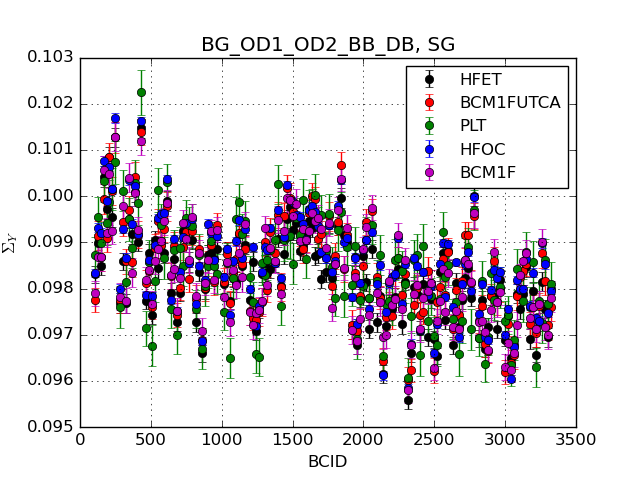 BG_OD1_OD2_BB_DB, SG
0.103
0.102
0.101
0.100
0.099
0.098
0.097
0.096
0.095
Σ_Y
HFET
BCM1FUTCA
PLT
HFOC
BCM1F
0 500 1000 1500 2000 2500 3000 3500
BCID